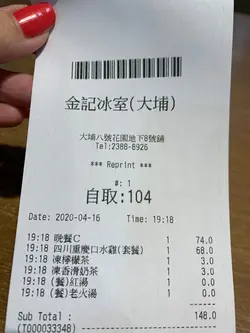 金記冰室(大埔)
大埔八號花園地下8號鋪
Tel:2388-8926
*** Reprint ***
#: 1
自取:104
Date: 2020-04-16 Time: 19:18
19:18 晚餐C 1 74.0
19:18 四川重慶口水雞(套餐) 1 68.0
19:18 凍檸檬茶 1 3.0
19:18 凍香滑奶茶 1 3.0
19:18 (餐)紅湯 1 0.0
19:18 (餐)老火湯 1 0.0
Sub Total : 148.0
(T000033348)